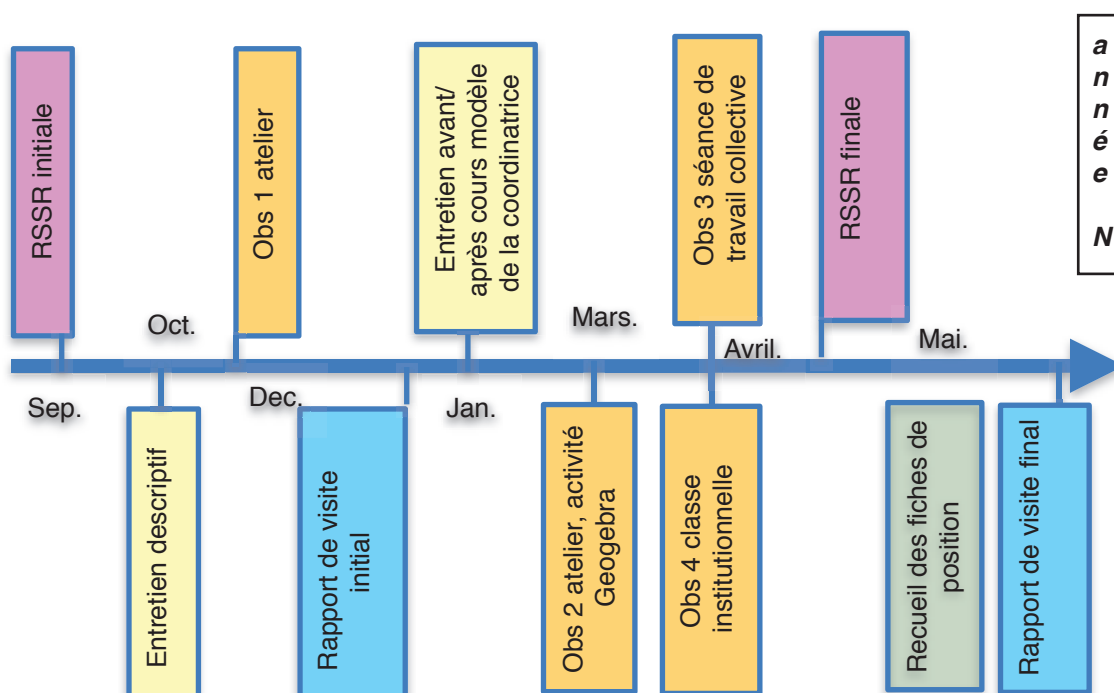 RSSR initiale
Obs 1 atelier
Entretien avant/
après cours modèle
de la coordinatrice
Obs 3 séance de
travail collective
RSSR finale
a
n
n
é
e
N
Oct.
Mars.
Avril.
Mai.
Sep.
Dec.
Jan.
Entretien descriptif
Rapport de visite
initial
Obs 2 atelier, activité
Geogebra
Obs 4 classe
institutionnelle
Recueil des fiches de
position
Rapport de visite final